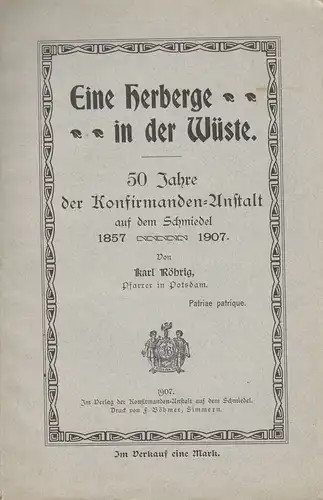 Eine Herberge
in der Wüste.
50 Jahre
der Konfirmanden-Anstalt
auf dem Schmiedel
1857 1907.
Von
Karl Röhrig,
Pfarrer in Potsdam.
Patriae patrique.
1907.
Im Verlag der Konfirmanden-Anstalt auf dem Schmiedel.
Druck von F. Böhmer, Simmern.
Im Verkauf eine Mark.